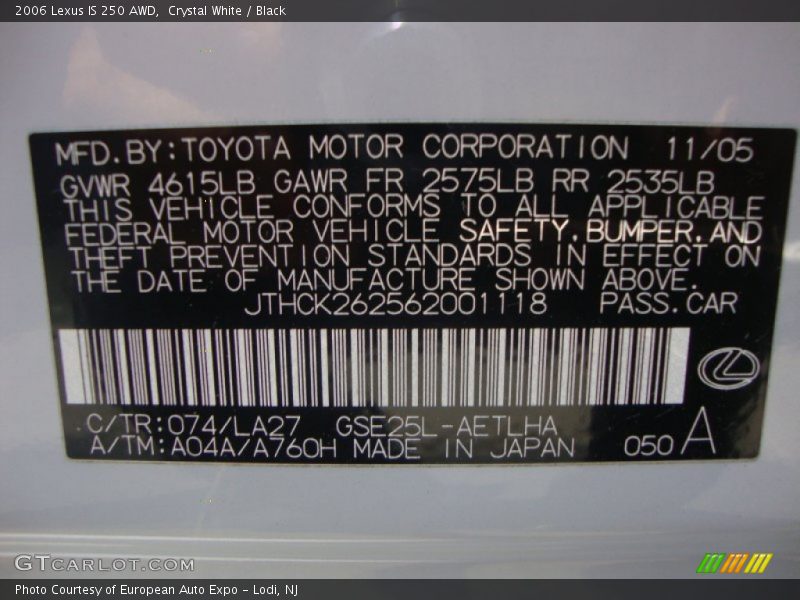 2006 Lexus IS 250 AWD,  Crystal White / Black
MFD.BY:TOYOTA MOTOR CORPORATION 11/05
GVWR 4615LB GAWR FR 2575LB RR 2535LB
THIS VEHICLE CONFORMS TO ALL APPLICABLE
FEDERAL MOTOR VEHICLE SAFETY,BUMPER,AND
THEFT PREVENTION STANDARDS IN EFFECT ON
THE DATE OF MANUFACTURE SHOWN ABOVE.
JTHCK262562001118 PASS.CAR
C/TR:074/LA27 GSE25L-AETLHA
A/TM:A04A/A760H MADE IN JAPAN 050 A
GTCARLOT.COM
Photo Courtesy of European Auto Expo - Lodi, NJ